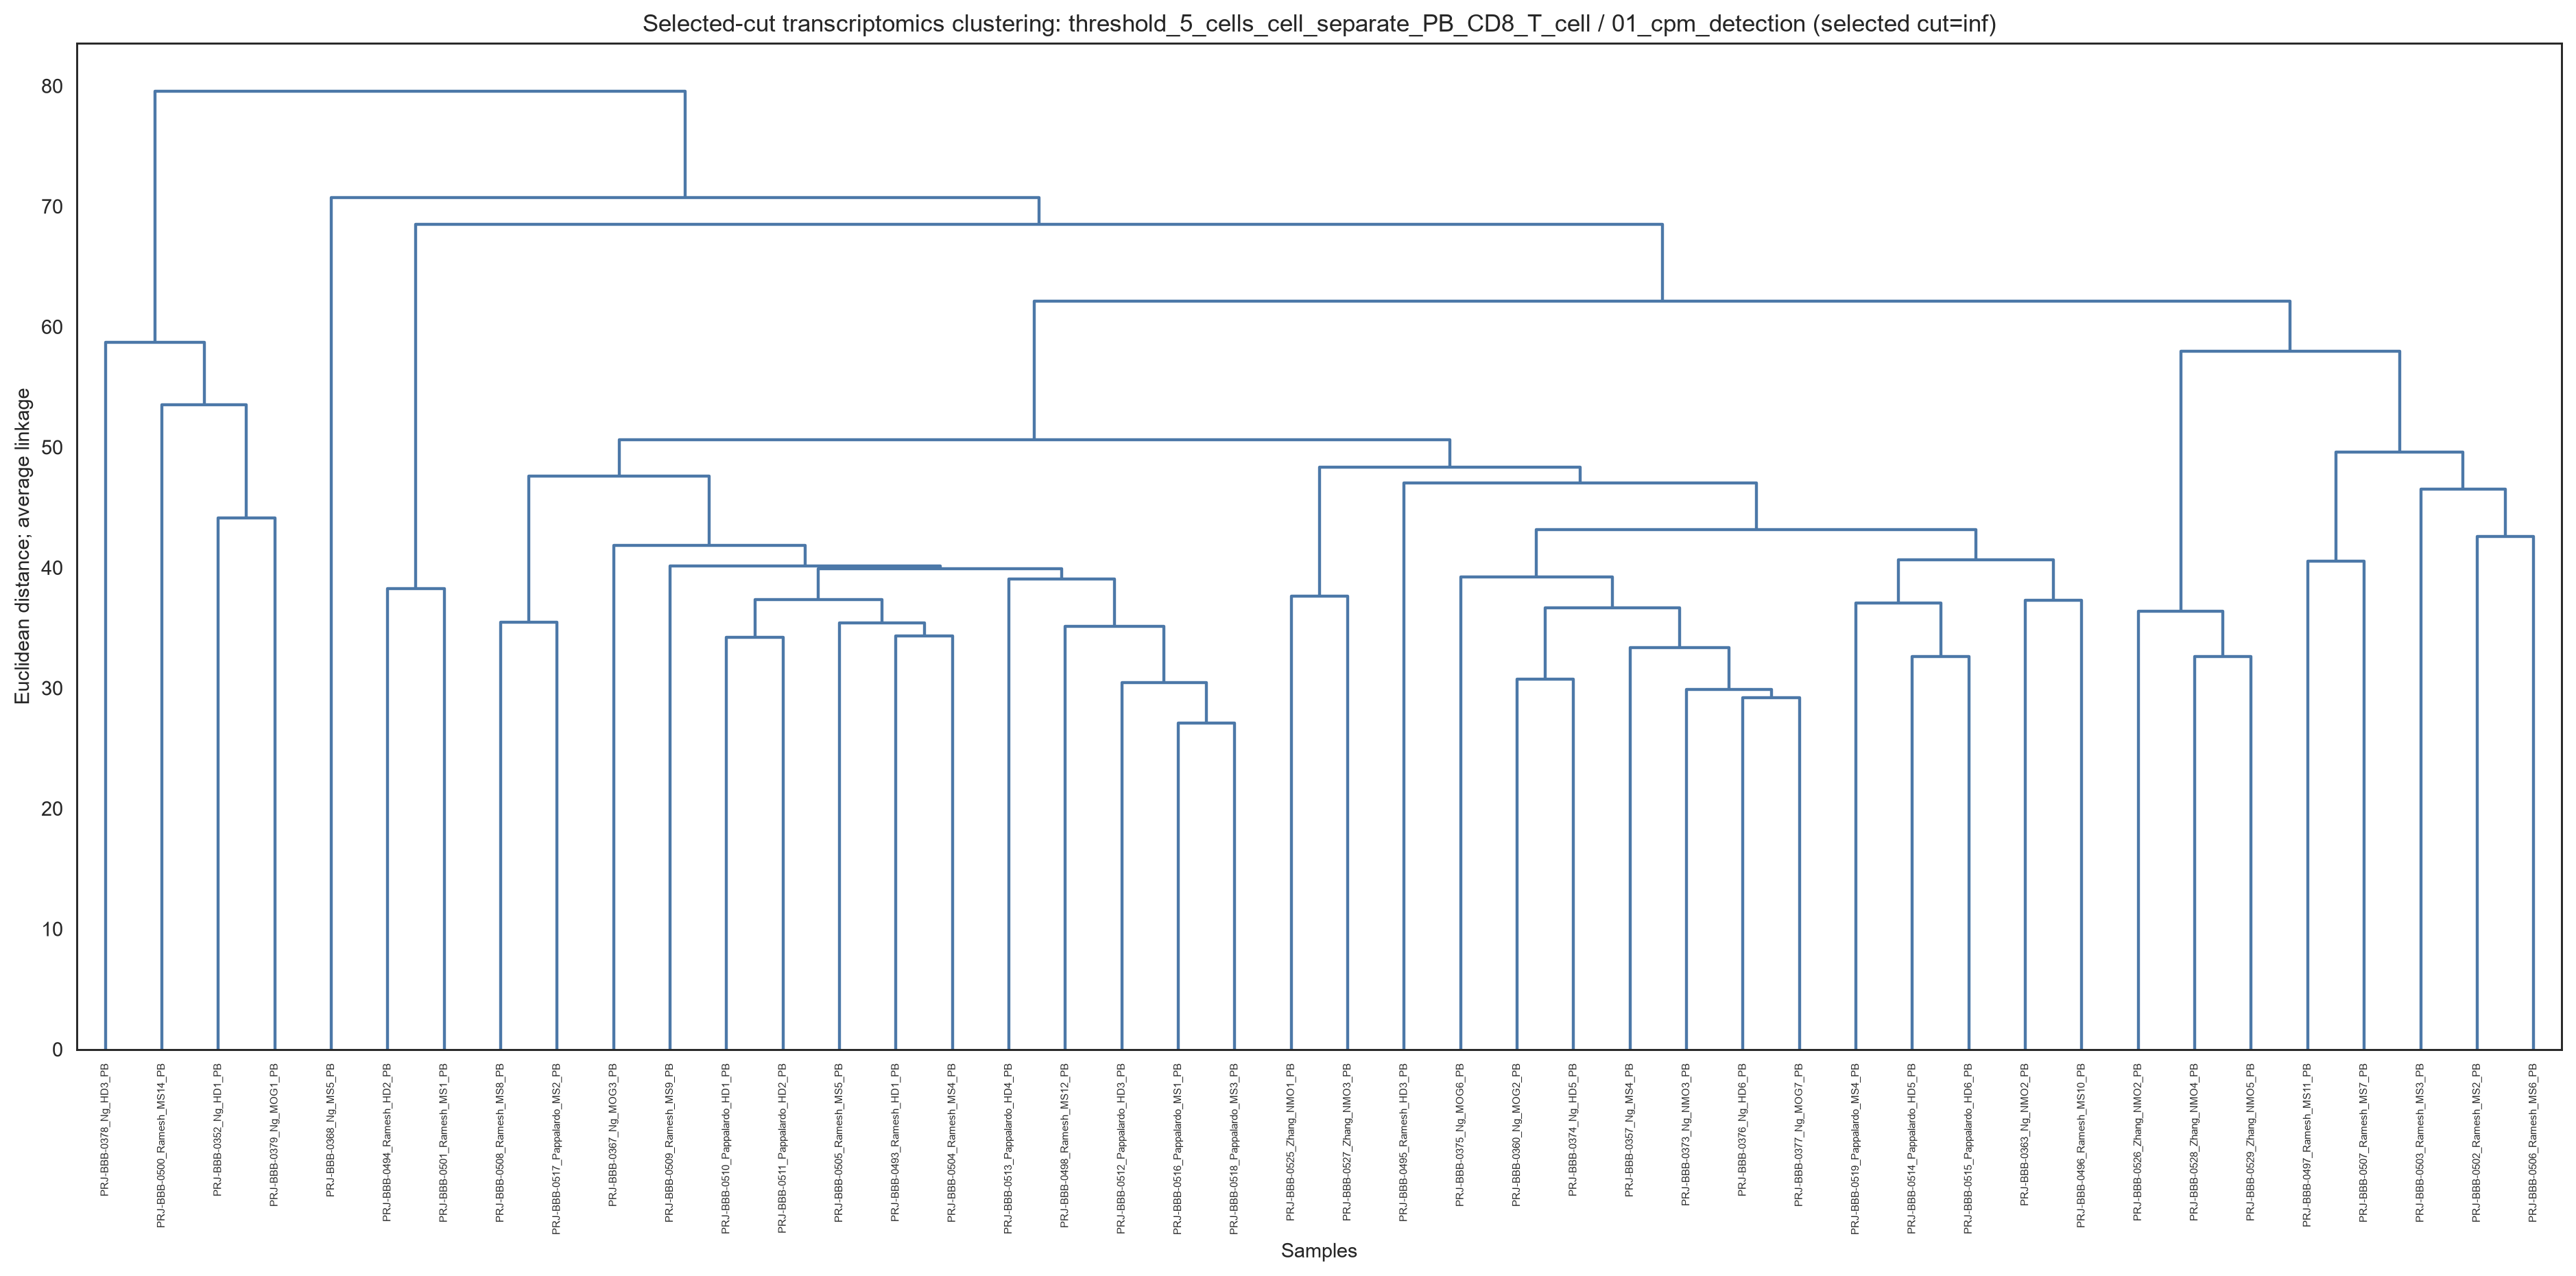 Selected-cut transcriptomics clustering: threshold_5_cells_cell_separate_PB_CD8_T_cell / 01_cpm_detection (selected cut=inf)
Euclidean distance; average linkage
80
70
60
50
40
30
20
10
0
PRJ-BBB-0378_Ng_HD3_PB
PRJ-BBB-0500_Ramesh_MS14_PB
PRJ-BBB-0352_Ng_HD1_PB
PRJ-BBB-0379_Ng_MOG1_PB
PRJ-BBB-0368_Ng_MS5_PB
PRJ-BBB-0494_Ramesh_HD2_PB
PRJ-BBB-0501_Ramesh_MS1_PB
PRJ-BBB-0508_Ramesh_MS8_PB
PRJ-BBB-0517_Pappalardo_MS2_PB
PRJ-BBB-0367_Ng_MOG3_PB
PRJ-BBB-0509_Ramesh_MS9_PB
PRJ-BBB-0510_Pappalardo_HD1_PB
PRJ-BBB-0511_Pappalardo_HD2_PB
PRJ-BBB-0505_Ramesh_MS5_PB
PRJ-BBB-0493_Ramesh_HD1_PB
PRJ-BBB-0504_Ramesh_MS4_PB
PRJ-BBB-0513_Pappalardo_HD4_PB
PRJ-BBB-0498_Ramesh_MS12_PB
PRJ-BBB-0512_Pappalardo_HD3_PB
PRJ-BBB-0516_Pappalardo_MS1_PB
PRJ-BBB-0518_Pappalardo_MS3_PB
PRJ-BBB-0525_Zhang_NMO1_PB
PRJ-BBB-0527_Zhang_NMO3_PB
PRJ-BBB-0495_Ramesh_HD3_PB
PRJ-BBB-0375_Ng_MOG6_PB
PRJ-BBB-0360_Ng_MOG2_PB
PRJ-BBB-0374_Ng_HD5_PB
PRJ-BBB-0357_Ng_MS4_PB
PRJ-BBB-0373_Ng_NMO3_PB
PRJ-BBB-0376_Ng_HD6_PB
PRJ-BBB-0377_Ng_MOG7_PB
PRJ-BBB-0519_Pappalardo_MS4_PB
PRJ-BBB-0514_Pappalardo_HD5_PB
PRJ-BBB-0515_Pappalardo_HD6_PB
PRJ-BBB-0363_Ng_NMO2_PB
PRJ-BBB-0496_Ramesh_MS10_PB
PRJ-BBB-0526_Zhang_NMO2_PB
PRJ-BBB-0528_Zhang_NMO4_PB
PRJ-BBB-0529_Zhang_NMO5_PB
PRJ-BBB-0497_Ramesh_MS11_PB
PRJ-BBB-0507_Ramesh_MS7_PB
PRJ-BBB-0503_Ramesh_MS3_PB
PRJ-BBB-0502_Ramesh_MS2_PB
PRJ-BBB-0506_Ramesh_MS6_PB
Samples